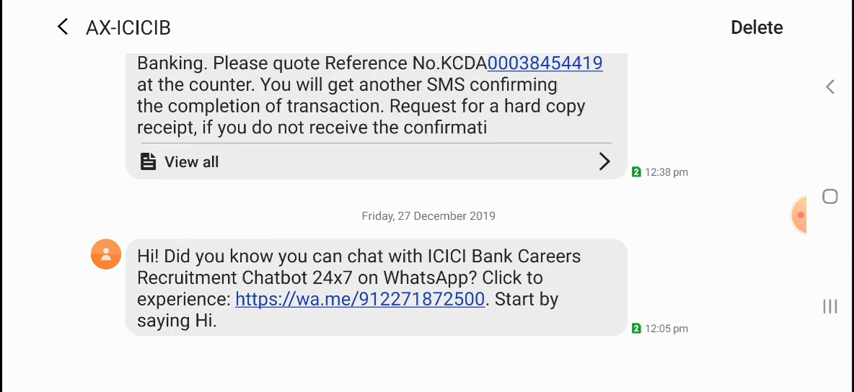 AX-ICICIB
Delete
Banking. Please quote Reference No.KCDA00038454419
at the counter. You will get another SMS confirming
the completion of transaction. Request for a hard copy
receipt, if you do not receive the confirmati
View all
2 12:38 pm
Friday, 27 December 2019
Hi! Did you know you can chat with ICICI Bank Careers
Recruitment Chatbot 24x7 on WhatsApp? Click to
experience: https://wa.me/912271872500. Start by
saying Hi.
2 12:05 pm